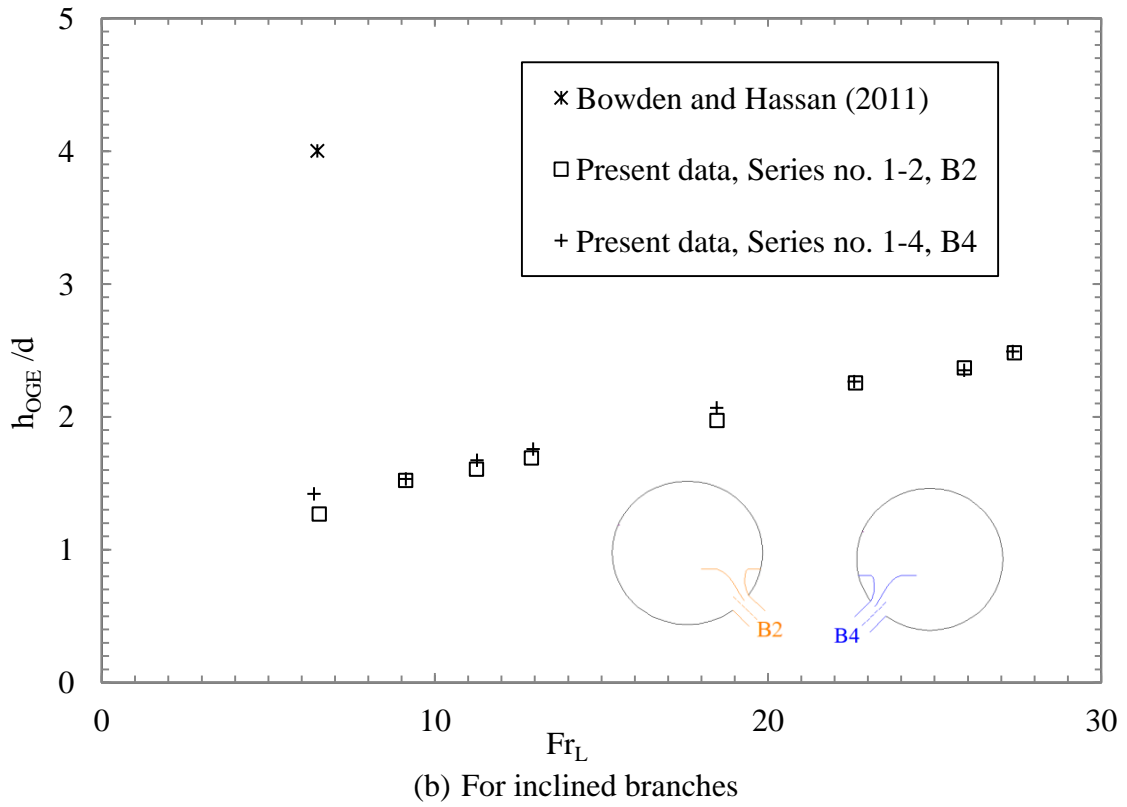 5
4
3
2
1
0
h_OGE /d
Bowden and Hassan (2011)
Present data, Series no. 1-2, B2
Present data, Series no. 1-4, B4
B2
B4
0
10
20
30
Fr_L
(b) For inclined branches